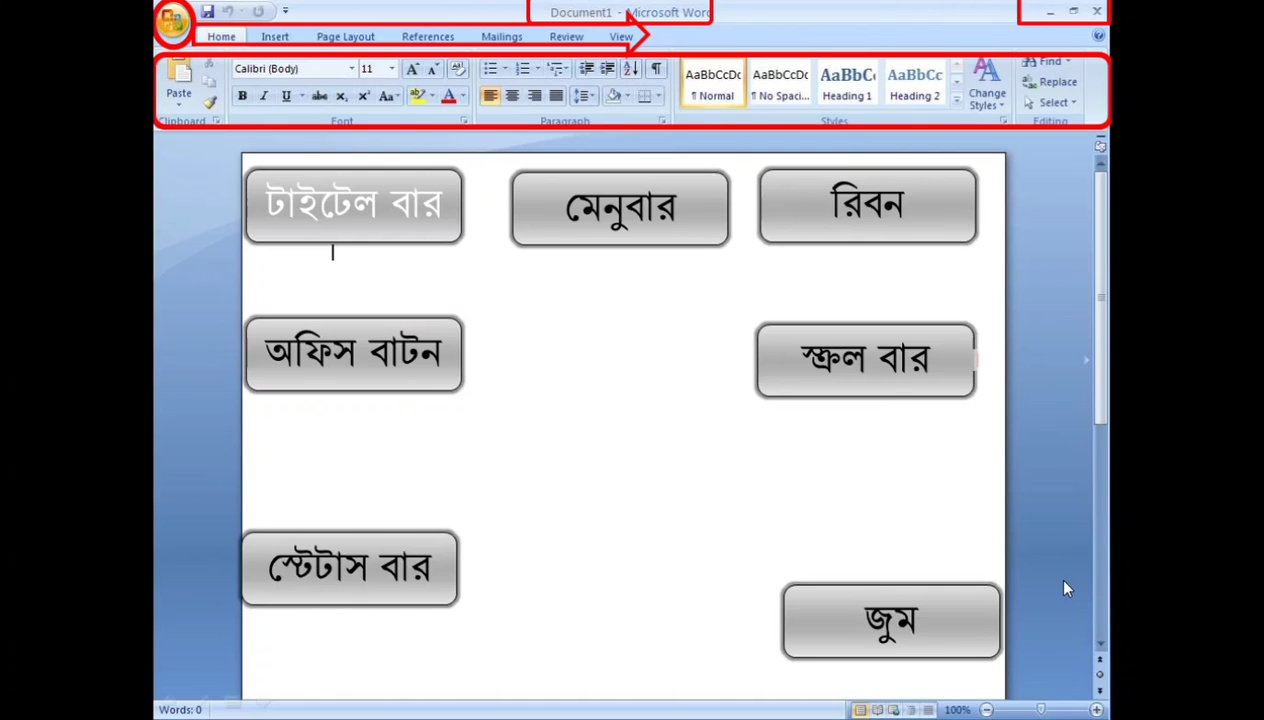 Document1 - Microsoft Word
Home Insert Page Layout References Mailings Review View
Calibri (Body) 11
Paste
AaBbCcDc AaBbCcDc AaBbC AaBbCc
¶ Normal ¶ No Spaci... Heading 1 Heading 2
Change Styles
Find
Replace
Select
Clipboard Font Paragraph Styles Editing
টাইটেল বার মেনুবার রিবন
অফিস বাটন স্ক্রল বার
স্টেটাস বার
জুম
Words: 0 100%